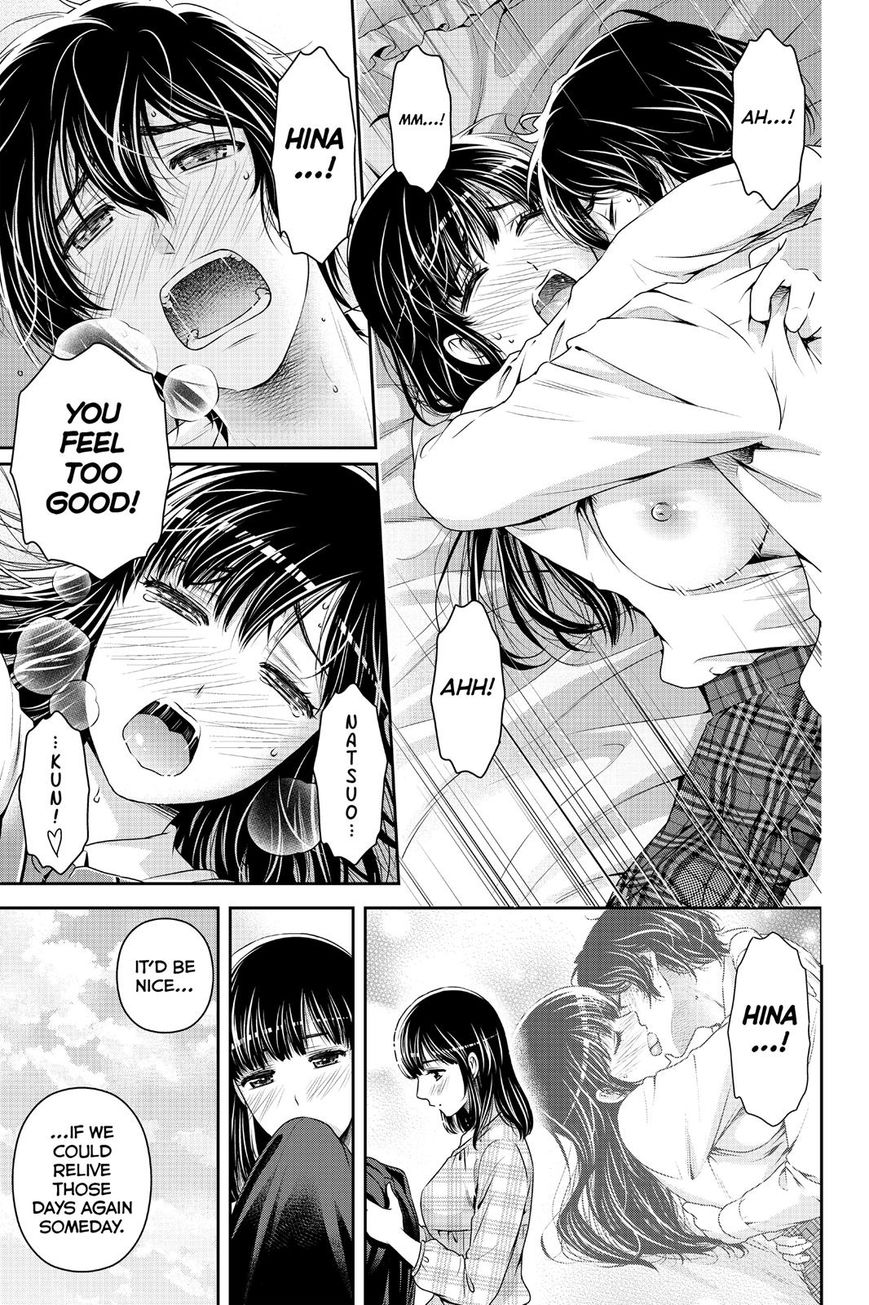 AH...!
MM...!
AHH!
HINA
...!
YOU
FEEL
TOO
GOOD!
NATSUO...
...KUN!♡
HINA
...!
IT'D BE
NICE...
...IF WE
COULD
RELIVE
THOSE
DAYS AGAIN
SOMEDAY.